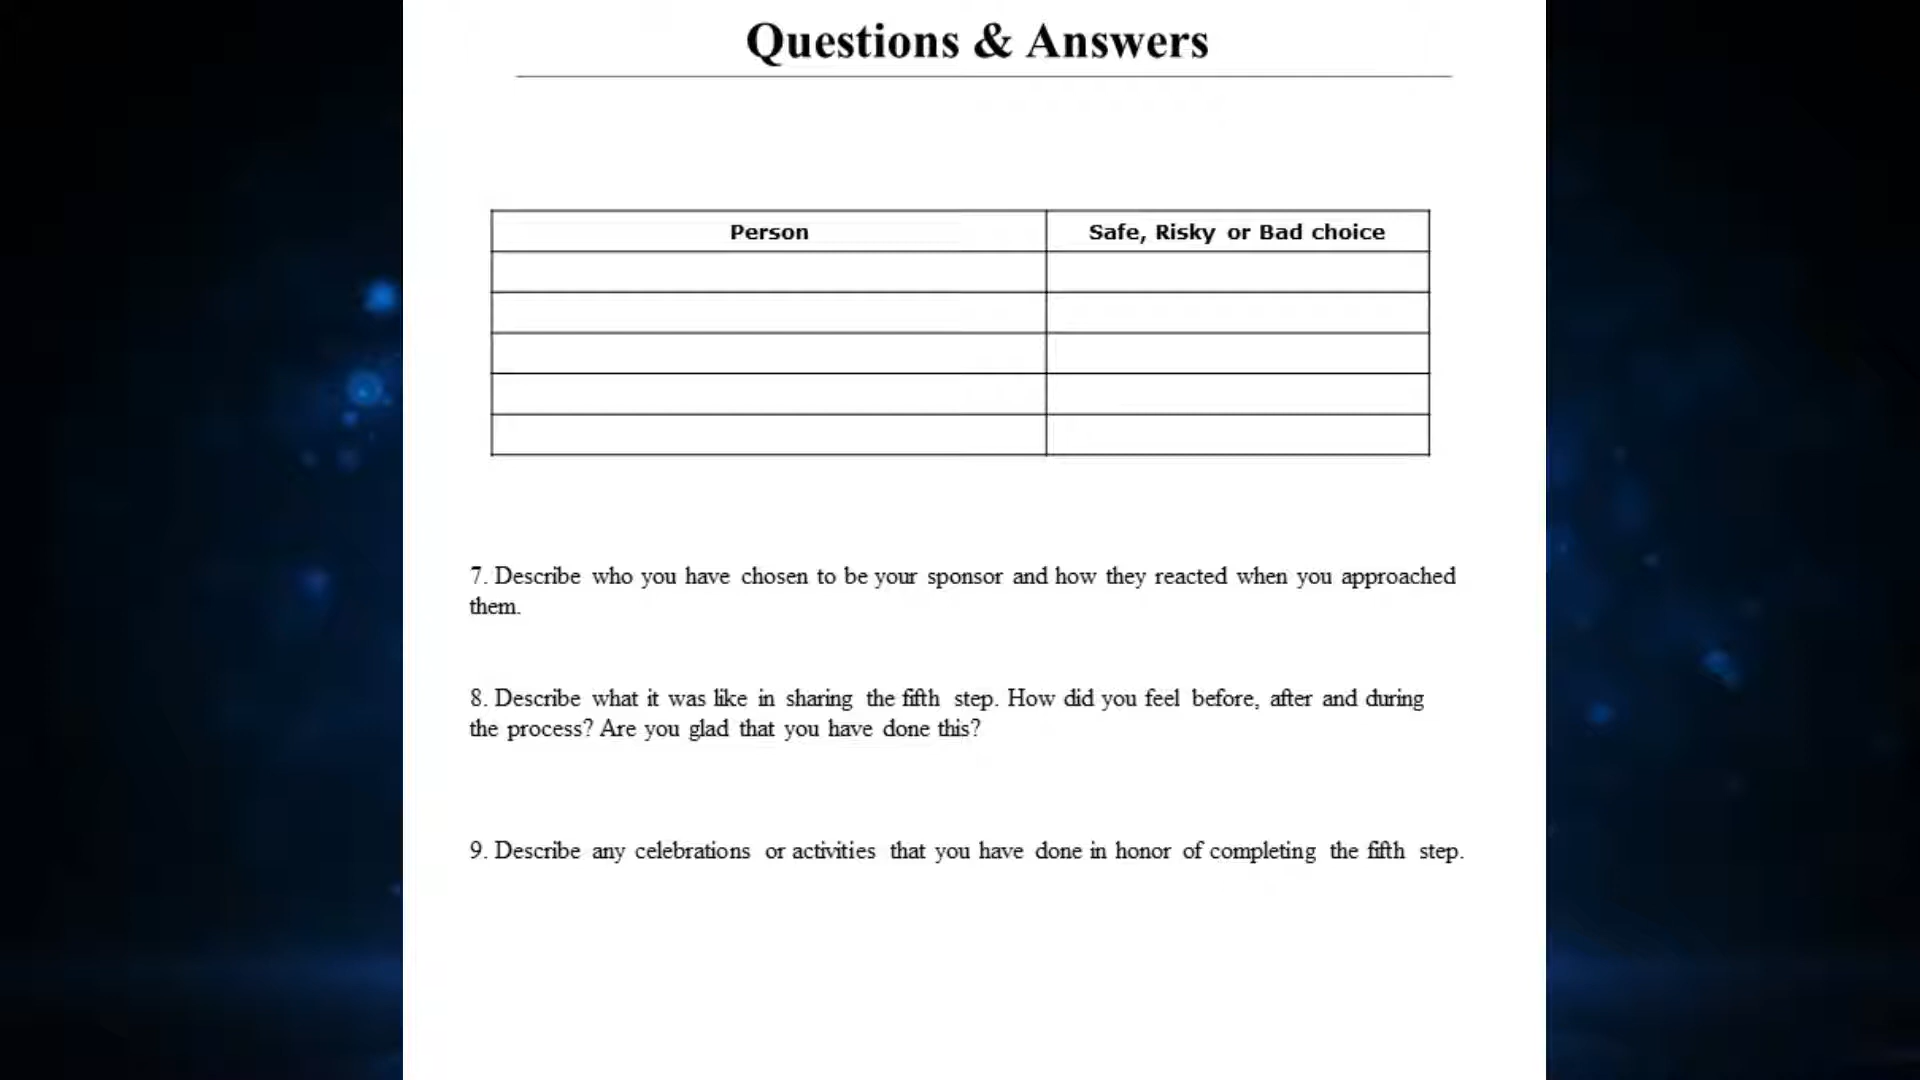 Questions & Answers
Person
Safe, Risky or Bad choice
7. Describe who you have chosen to be your sponsor and how they reacted when you approached
them.
8. Describe what it was like in sharing the fifth step. How did you feel before, after and during
the process? Are you glad that you have done this?
9. Describe any celebrations or activities that you have done in honor of completing the fifth step.